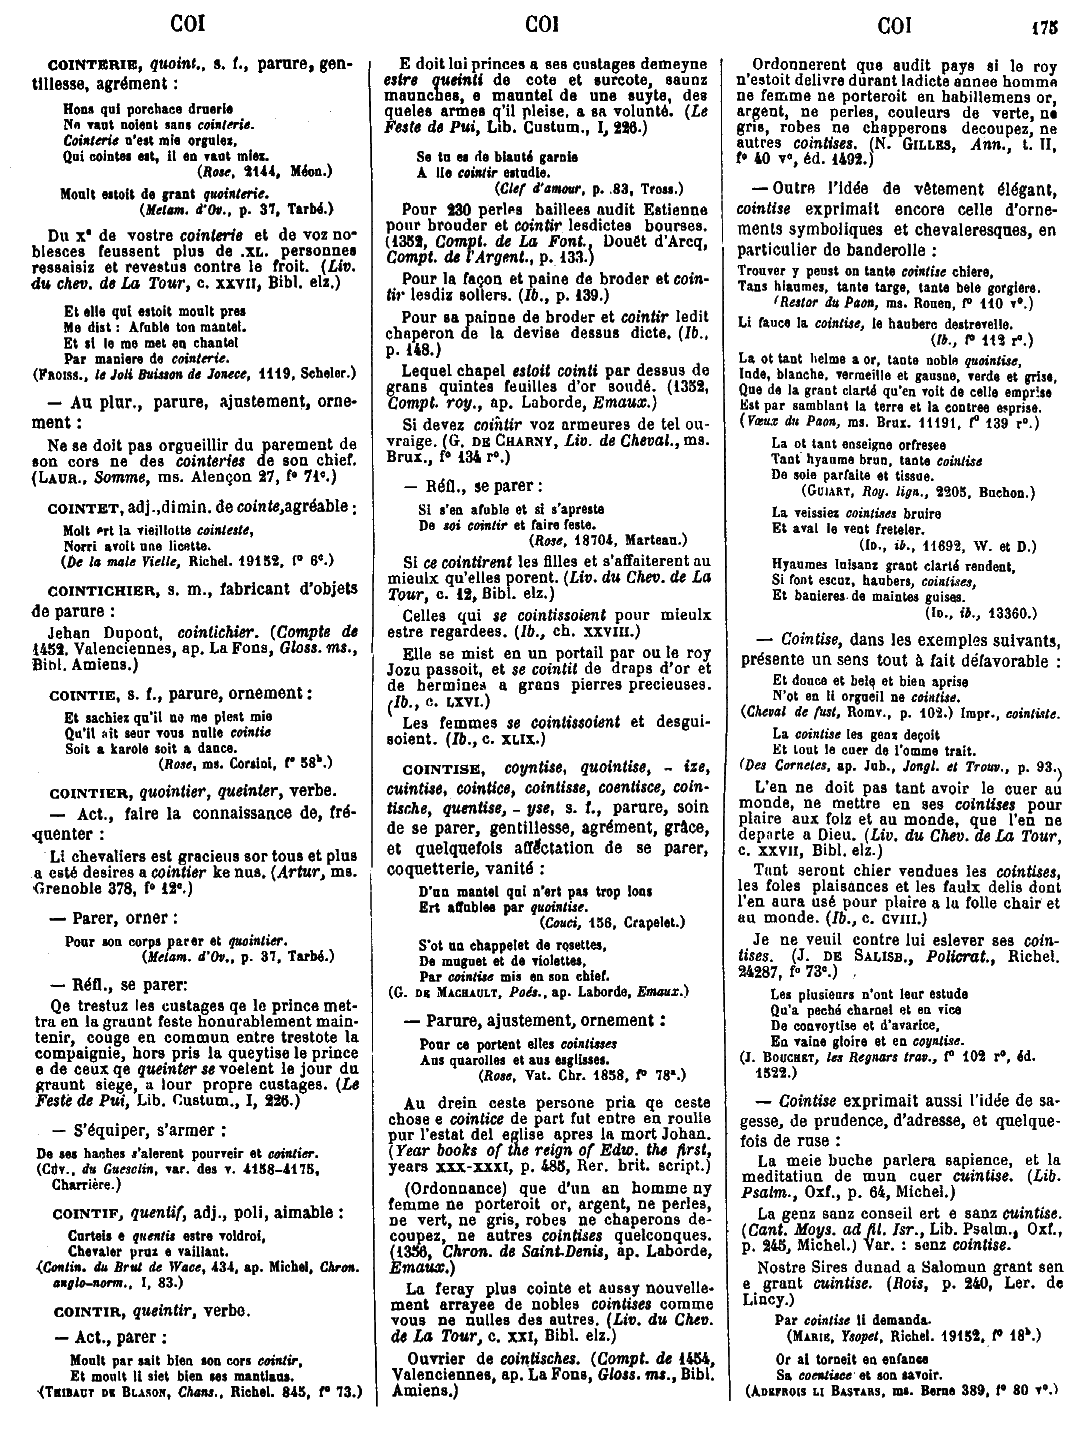 COI
COI
COI
175
COINTERIE, quoint., s. f., parure, gen-
tillesse, agrément :
Hons qui porchace druerie
Ne vaut noient sans cointerie.
Cointerie n'est mie orguiez,
Qui cointes est, il en vaut miez.
(Rose, 2144, Méon.)
Moult estoit de grant quointerie.
(Metam. d'Ov., p. 37, Tarbé.)
Du Xe de vostre cointerie et de voz no-
blesces feussent plus de .XL. personnes
ressaisiz et revestus contre le froit. (Liv.
du chev. de La Tour, c. XXVII, Bibl. elz.)
Et elle qui estoit moult pres
Me dist : Afuble ton mantel.
Et si le me met en chantel
Par maniere de cointerie.
(FROISS., le Joli Buisson de Jonece, 1119, Scheler.)
— Au plur., parure, ajustement, orne-
ment :
Ne se doit pas orgueillir du parement de
son cors ne des cointeries de son chief.
(LAUR., Somme, ms. Alençon 27, fº 71c.)
COINTET, adj., dimin. de cointe, agréable :
Molt ert la vieillotte cointeste,
Norri avoit une licette.
(De la male Vielle, Richel. 19152, fº 6c.)
COINTICHIER, s. m., fabricant d'objets
de parure :
Jehan Dupont, cointichier. (Compte de
1452, Valenciennes, ap. La Fons, Gloss. ms.,
Bibl. Amiens.)
COINTIE, s. f., parure, ornement :
Et sachiez qu'il ne me plest mie
Qu'il ait seur vous nulle cointie
Soit a karole soit a dance.
(Rose, ms. Corsini, fº 58b.)
COINTIER, quointier, queinter, verbe.
— Act., faire la connaissance de, fré-
quenter :
Li chevaliers est gracieus sor tous et plus
a esté desires a cointier ke nus. (Artur, ms.
Grenoble 378, fº 12c.)
— Parer, orner :
Pour son corps parer et quointier.
(Metam. d'Ov., p. 37, Tarbé.)
— Réfl., se parer:
Qe trestuz les custages qe le prince met-
tra en la graunt feste honurablement main-
tenir, couge en commun entre trestote la
compaignie, hors pris la queytise le prince
e de ceux qe queinter se voelent le jour du
graunt siege, a lour propre custages. (Le
Feste de Pui, Lib. Custum., I, 226.)
— S'équiper, s'armer :
De ses haches s'alerent pourveir et cointier.
(CUV., du Guesclin, var. des v. 4158-4175,
Charrière.)
COINTIF, quentif, adj., poli, aimable :
Curteis e quentis estre voldroi,
Chevaler pruz e vaillant.
(Contin. du Brut de Wace, 434, ap. Michel, Chron.
anglo-norm., I, 83.)
COINTIR, queintir, verbe.
— Act., parer :
Moult par sait bien son cors cointir,
Et moult li siet bien ses mantiaus.
(THIBAUT DE BLASON, Chans., Richel. 845, fº 73.)
E doit lui princes a ses custages demeyne
estre queinti de cote et surcote, saunz
maunches, e mauntel de une suyte, des
queles armes q'il pleise, a sa volunté. (Le
Feste de Pui, Lib. Custum., I, 226.)
Se tu es de biauté garnie
A lie cointir estudie.
(Clef d'amour, p. 83, Tross.)
Pour 230 perles baillees audit Estienne
pour brouder et cointir lesdictes bourses.
(1352, Compt. de La Font., Douët d'Arcq,
Compt. de l'Argent., p. 133.)
Pour la façon et paine de broder et coin-
tir lesdiz sollers. (Ib., p. 139.)
Pour sa painne de broder et cointir ledit
chaperon de la devise dessus dicte. (Ib.,
p. 148.)
Lequel chapel estoit cointi par dessus de
grans quintes feuilles d'or soudé. (1352,
Compt. roy., ap. Laborde, Emaux.)
Si devez cointir voz armeures de tel ou-
vraige. (G. DE CHARNY, Liv. de Cheval., ms.
Brux., fº 134 rº.)
— Réfl., se parer :
Si s'en afuble et si s'apreste
De soi cointir et faire feste.
(Rose, 18704, Marteau.)
Si ce cointirent les filles et s'affaiterent au
mieulx qu'elles porent. (Liv. du Chev. de La
Tour, c. 12, Bibl. elz.)
Celles qui se cointissoient pour mieulx
estre regardees. (Ib., ch. XXVIII.)
Elle se mist en un portail par ou le roy
Jozu passoit, et se cointit de draps d'or et
de hermines a grans pierres precieuses.
(Ib., c. LXVI.)
Les femmes se cointissoient et desgui-
soient. (Ib., c. XLIX.)
COINTISE, coyntise, quointise, - ize,
cuintise, cointice, cointisse, coentisce, coin-
tische, quentise, - yse, s. f., parure, soin
de se parer, gentillesse, agrément, grâce,
et quelquefois afféctation de se parer,
coquetterie, vanité :
D'un mantel qui n'ert pas trop lons
Ert affubles par quointise.
(Couci, 156, Crapelet.)
S'ot un chappelet de rosettes,
De muguet et de violettes,
Par cointise mis en son chief.
(G. DE MACHAULT, Poés., ap. Laborde, Emaux.)
— Parure, ajustement, ornement :
Pour ce portent elles cointisses
Aus quarolles et aus esglisses.
(Rose, Vat. Chr. 1858, fº 78a.)
Au drein ceste persone pria qe ceste
chose e cointice de part fut entre en roulle
pur l'estat del eglise apres la mort Johan.
(Year books of the reign of Edw. the first,
years XXX-XXXI, p. 485, Rer. brit. script.)
(Ordonnance) que d'un an homme ny
femme ne porteroit or, argent, ne perles,
ne vert, ne gris, robes ne chaperons de-
coupez, ne autres cointises quelconques.
(1356, Chron. de Saint-Denis, ap. Laborde,
Emaux.)
La feray plus cointe et aussy nouvelle-
ment arrayee de nobles cointises comme
vous ne nulles des autres. (Liv. du Chev.
de La Tour, c. XXI, Bibl. elz.)
Ouvrier de cointisches. (Compt. de 1454,
Valenciennes, ap. La Fons, Gloss. ms., Bibl.
Amiens.)
Ordonnerent que audit pays si le roy
n'estoit delivre durant ladicte annee homme
ne femme ne porteroit en habillemens or,
argent, ne perles, couleurs de verte, ne
gris, robes ne chapperons decoupez, ne
autres cointises. (N. GILLES, Ann., t. II,
fº 40 vº, éd. 1492.)
— Outre l'idée de vêtement élégant,
cointise exprimait encore celle d'orne-
ments symboliques et chevaleresques, en
particulier de banderolle :
Trouver y peust on tante cointise chiere,
Tans hiaumes, tante targe, tante bele gorgiere.
(Restor du Paon, ms. Rouen, fº 110 vº.)
Li fauce la cointise, le hauberc destrevelle.
(Ib., fº 112 rº.)
La ot tant helme a or, tante noble quointise,
Inde, blanche, vermeille et gausne, verde et grise,
Que de la grant clarté qu'en voit de celle emprise
Est par samblant la terre et la contree esprise.
(Vœux du Paon, ms. Brux. 11191, fº 139 rº.)
La ot tant enseigne orfresee
Tant hyaume brun, tante cointise
De soie parfaite et tissue.
(GUIART, Roy. lign., 2205, Buchon.)
La veissiez cointises bruire
Et aval le vent freteler.
(ID., ib., 11692, W. et D.)
Hyaumes luisanz grant clarté rendent,
Si font escuz, haubers, cointises,
Et banieres de maintes guises.
(ID., ib., 13360.)
— Cointise, dans les exemples suivants,
présente un sens tout à fait défavorable :
Et douce et bele et bien aprise
N'ot en li orgueil ne cointise.
(Cheval de fust, Romv., p. 102.) Impr., cointiste.
La cointise les genz deçoit
Et tout le cuer de l'omme trait.
(Des Cornetes, ap. Jub., Jongl. et Trouv., p. 93.)
L'en ne doit pas tant avoir le cuer au
monde, ne mettre en ses cointises pour
plaire aux folz et au monde, que l'en ne
departe a Dieu. (Liv. du Chev. de La Tour,
c. XXVII, Bibl. elz.)
Tant seront chier vendues les cointises,
les foles plaisances et les faulx delis dont
l'en aura usé pour plaire a la folle chair et
au monde. (Ib., c. CVIII.)
Je ne veuil contre lui eslever ses coin-
tises. (J. DE SALISB., Policrat., Richel.
24287, fº 73c.)
Les plusieurs n'ont leur estude
Qu'a peché charnel et en vice
De convoytise et d'avarice,
En vaine gloire et en coyntise.
(J. BOUCHET, les Regnars trav., fº 102 rº, éd.
1522.)
— Cointise exprimait aussi l'idée de sa-
gesse, de prudence, d'adresse, et quelque-
fois de ruse :
La meie buche parlera sapience, et la
meditatiun de mun cuer cuintise. (Lib.
Psalm., Oxf., p. 64, Michel.)
La genz sanz conseil ert e sanz cuintise.
(Cant. Moys. ad fil. Isr., Lib. Psalm., Oxf.,
p. 245, Michel.) Var. : senz cointise.
Nostre Sires dunad a Salomun grant sen
e grant cuintise. (Rois, p. 240, Ler. de
Lincy.)
Par cointise li demanda.
(MARIE, Ysopet, Richel. 19152, fº 18b.)
Or ai torneit en enfance
Sa coentisce et son savoir.
(ADEFROIS LI BASTARS, ms. Berne 389, fº 80 vº.)